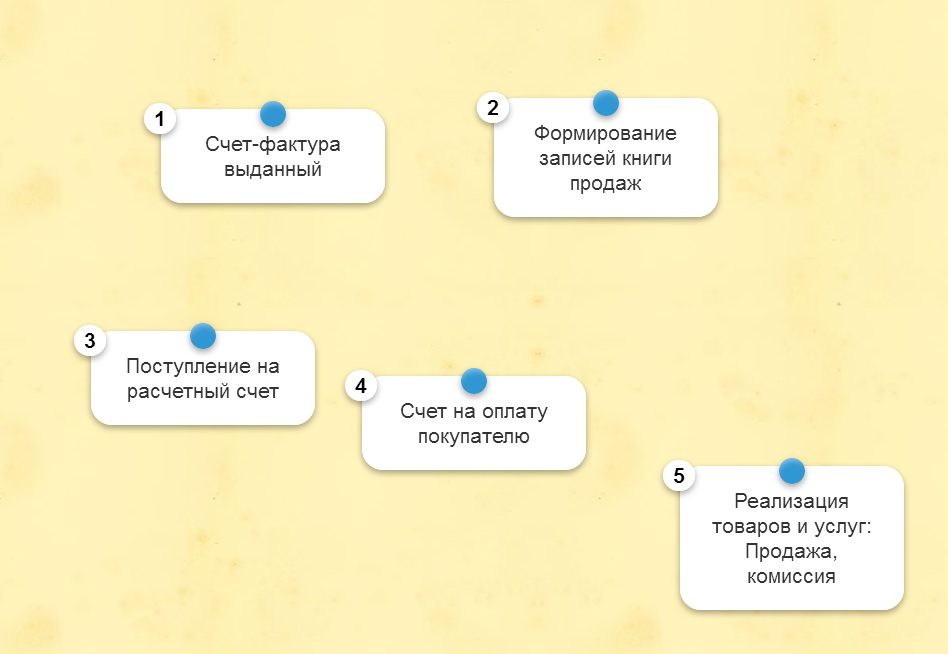 1
Счет-фактура
выданный
2
Формирование
записей книги
продаж
3
Поступление на
расчетный счет
4
Счет на оплату
покупателю
5
Реализация
товаров и услуг:
Продажа,
комиссия